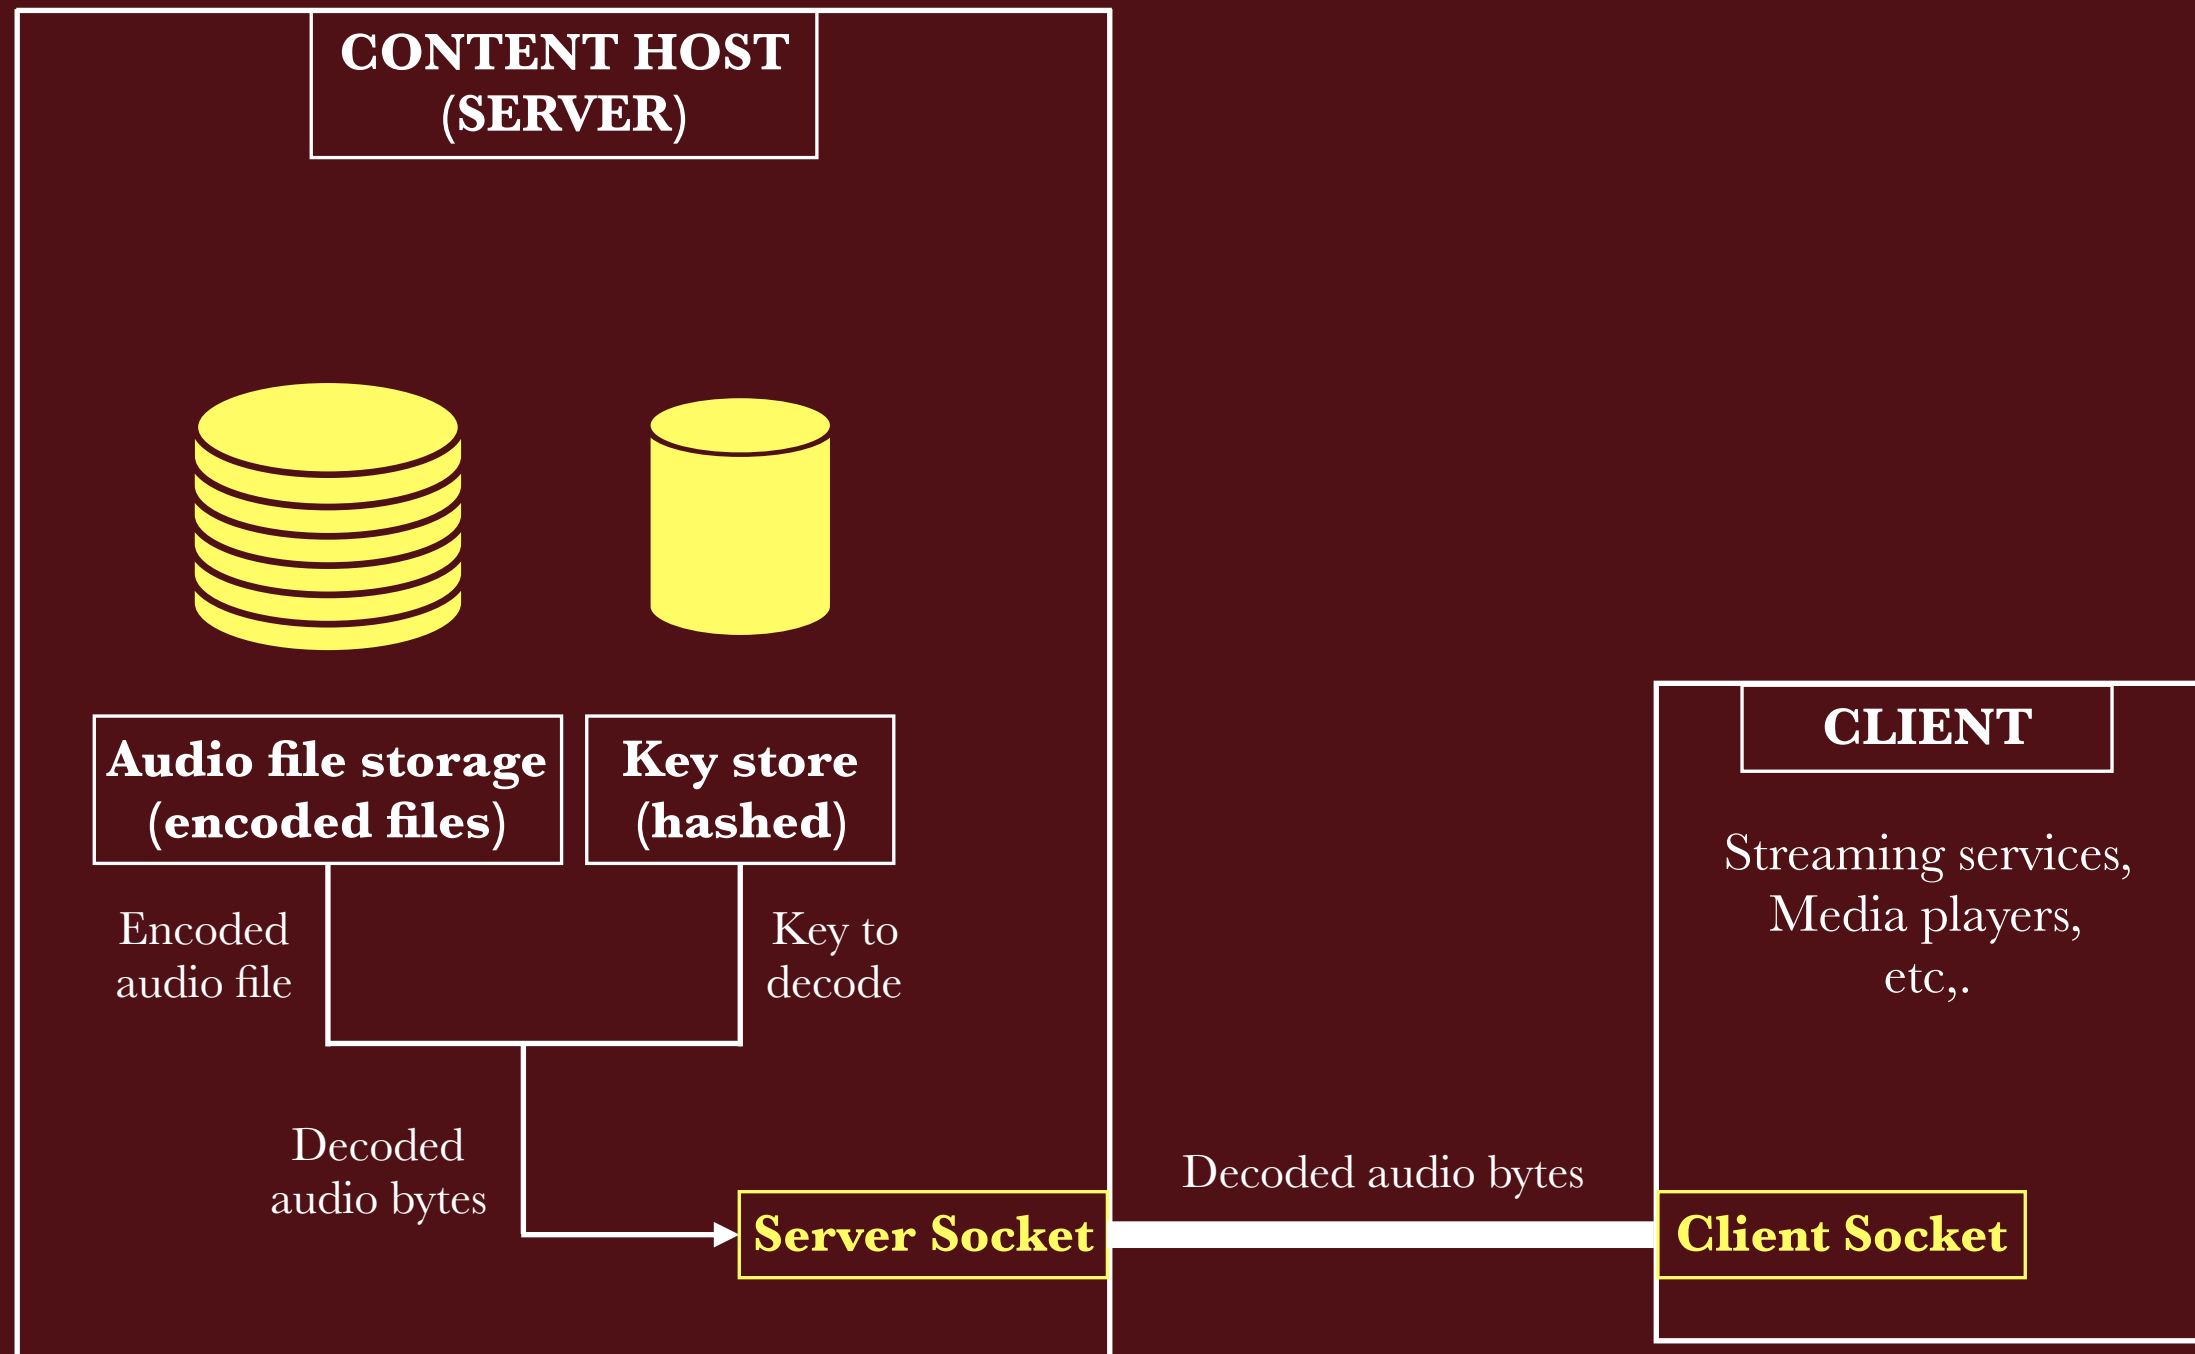 CONTENT HOST
(SERVER)
Audio file storage
(encoded files)
Key store
(hashed)
Encoded
audio file
Key to
decode
Decoded
audio bytes
Server Socket
Decoded audio bytes
CLIENT
Streaming services,
Media players,
etc,.
Client Socket